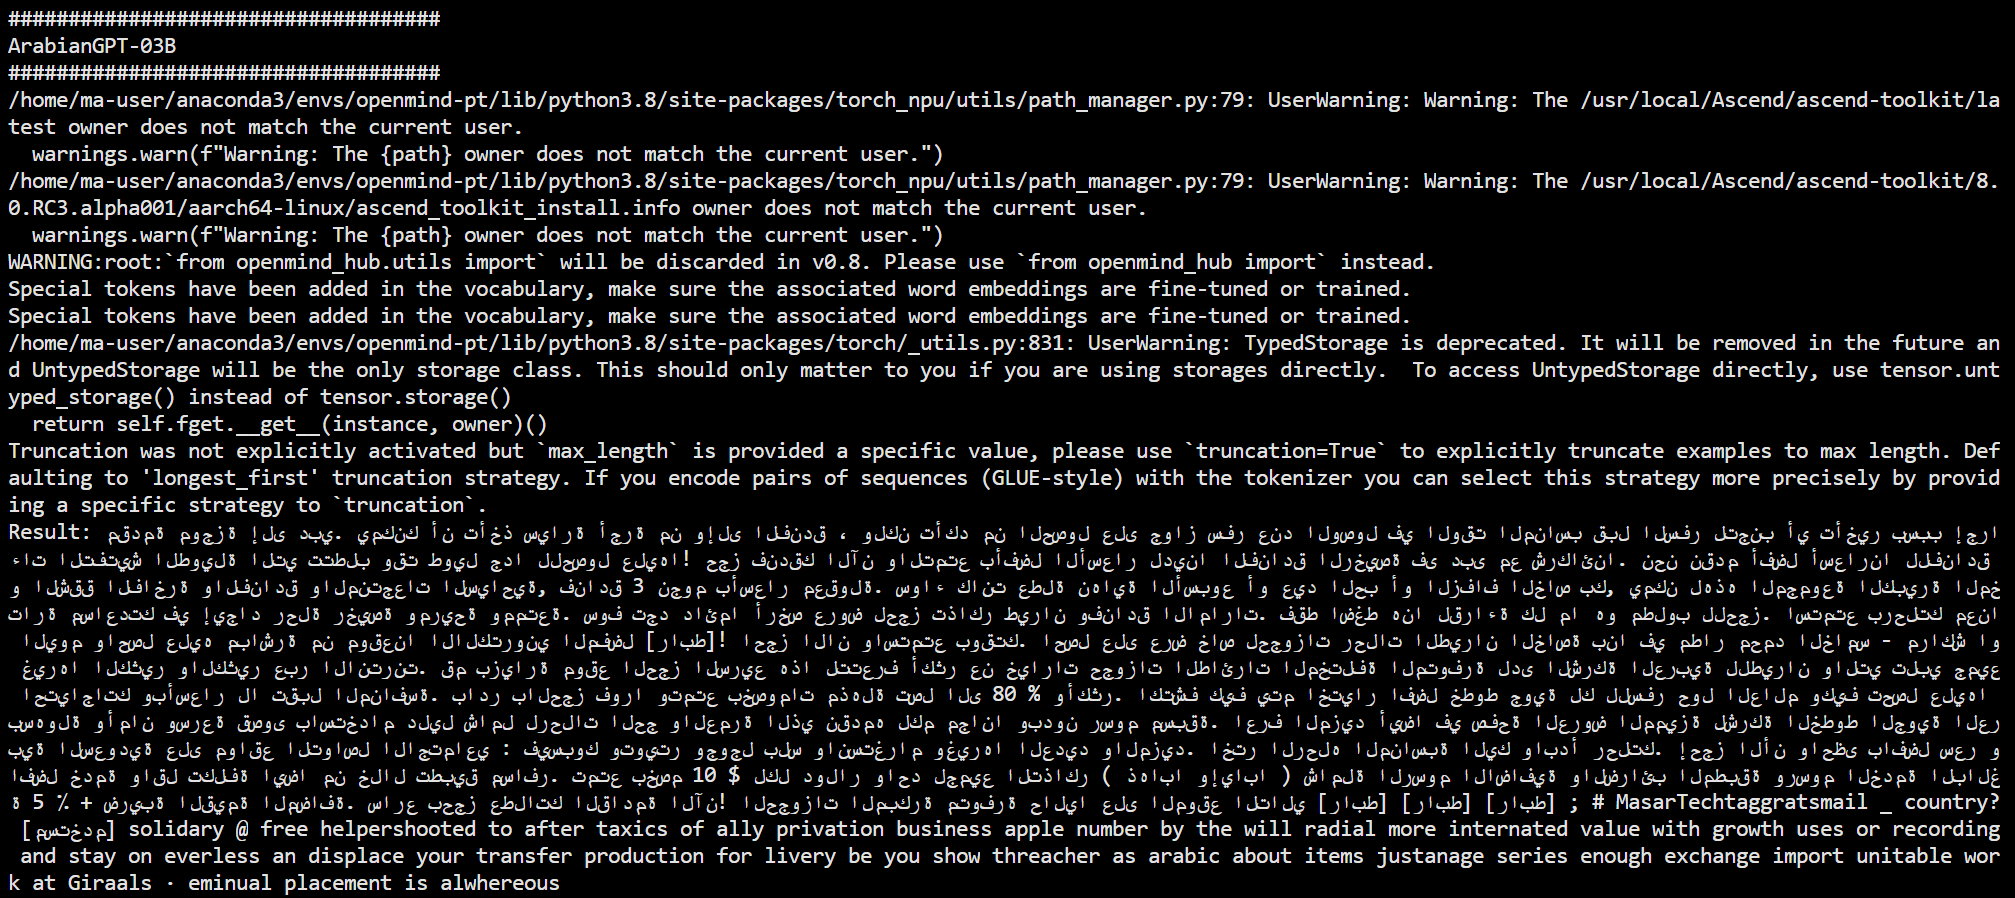 ####################################
ArabianGPT-03B
####################################
/home/ma-user/anaconda3/envs/openmind-pt/lib/python3.8/site-packages/torch_npu/utils/path_manager.py:79: UserWarning: Warning: The /usr/local/Ascend/ascend-toolkit/la
test owner does not match the current user.
warnings.warn(f"Warning: The {path} owner does not match the current user.")
/home/ma-user/anaconda3/envs/openmind-pt/lib/python3.8/site-packages/torch_npu/utils/path_manager.py:79: UserWarning: Warning: The /usr/local/Ascend/ascend-toolkit/8.
0.RC3.alpha001/aarch64-linux/ascend_toolkit_install.info owner does not match the current user.
warnings.warn(f"Warning: The {path} owner does not match the current user.")
WARNING:root:`from openmind_hub.utils import` will be discarded in v0.8. Please use `from openmind_hub import` instead.
Special tokens have been added in the vocabulary, make sure the associated word embeddings are fine-tuned or trained.
Special tokens have been added in the vocabulary, make sure the associated word embeddings are fine-tuned or trained.
/home/ma-user/anaconda3/envs/openmind-pt/lib/python3.8/site-packages/torch/_utils.py:831: UserWarning: TypedStorage is deprecated. It will be removed in the future an
d UntypedStorage will be the only storage class. This should only matter to you if you are using storages directly.  To access UntypedStorage directly, use tensor.unt
yped_storage() instead of tensor.storage()
return self.fget.__get__(instance, owner)()
Truncation was not explicitly activated but `max_length` is provided a specific value, please use `truncation=True` to explicitly truncate examples to max length. Def
aulting to 'longest_first' truncation strategy. If you encode pairs of sequences (GLUE-style) with the tokenizer you can select this strategy more precisely by provid
ing a specific strategy to `truncation`.
Result: مقدمة موجزة إلى دبي. يمكنك أن تأخذ سيارة أجرة من وإلى الفندق ، ولكن تأكد من الحصول على جواز سفر عند الوصول في الوقت المناسب قبل السفر لتجنب أي تأخير بسبب إجرا
ءات التفتيش الطويلة التي تتطلب وقت طويل جدا للحصول عليها! احجز فندقك الآن والتمتع بأفضل الأسعار لدينا الفنادق الرخيصة فى دبى مع شركائنا. نحن نقدم أفضل أسعارنا للفنادق
و الشقق الفاخرة والفنادق والمنتجعات السياحية, فنادق 3 نجوم بأسعار معقولة. سواء كانت عطلة نهاية الأسبوع أو عيد الحب أو الزفاف الخاص بك, يمكن لهذه المجموعة الكبيرة
مساعدتك في إيجاد رحلة رخيصة ومريحة وممتعة. سوف تجد دائما أرخص عروض لحجز تذاكر طيران وفنادق الامارات. فقط اضغط هنا لقراءة كل ما هو مطلوب للحجز. استمتع برحلتك معنا
اليوم واحصل عليه مباشرة من موقعنا الالكتروني المفضل [رابط]! احجز الان واستمتع بوقتك. احصل على عرض خاص لحجوزات رحلات الطيران الخاصة بنا في مطار محمد الخامس - مراكش او
غيرها الكثير والكثير عبر الانترنت. قم بزيارة موقع الحجز السريع هذا لتتعرف أكثر عن خيارات حجوزات الطائرات المختلفة المتوفرة لدى الشركة العربية للطيران والتي تلبي جميع
احتياجاتك وبأسعار لا تقبل المنافسة. بادر بالحجز فورا وتمتع بخصومات مذهلة تصل الى 80 % وأكثر. اكتشف كيف يتم اختيار افضل خطوط جوية لكل سفر حول العالم وكيف تحصل عليها
بسهولة وأمان وسرعة قصوى باستخدام دليل شامل لرحلات الحج والعمرة الذي نقدمه لكم مجانا وبدون رسوم مسبقة. اعرف المزيد أيضا في صفحة العروض المميزة لشركة الخطوط الجوية العر
بية السعودية على مواقع التواصل الاجتماعي : فيسبوك وتويتر وجوجل بلس وانستغرام وغيرها العديد والمزيد. اختر الرحله المناسبة اليك وابدأ رحلتك. إحجز الأن واحظى بافضل سعر و
افضل خدمة واقل تكلفة ايضا من خلال تطبيق مسافر. تمتع بخصم 10 $ لكل دولار واحد لجميع التذاكر ( ذهابا وإيابا ) شاملة الرسوم الاضافية والضرائب المطبقة ورسوم الخدمة البالغ
ة 5 ٪ + ضريبة القيمة المضافة. سارع بحجز عطلاتك القادمة الآن! الحجوزات المبكرة متوفرة حاليا على الموقع التالي [رابط] [رابط] [رابط] ; # MasarTechtaggratsmail _ country?
[مستخدم] solidary @ free helpershooted to after taxics of ally privation business apple number by the will radial more internated value with growth uses or recording
and stay on everless an displace your transfer production for livery be you show threacher as arabic about items justanage series enough exchange import unitable wor
k at Giraals · eminual placement is alwhereous